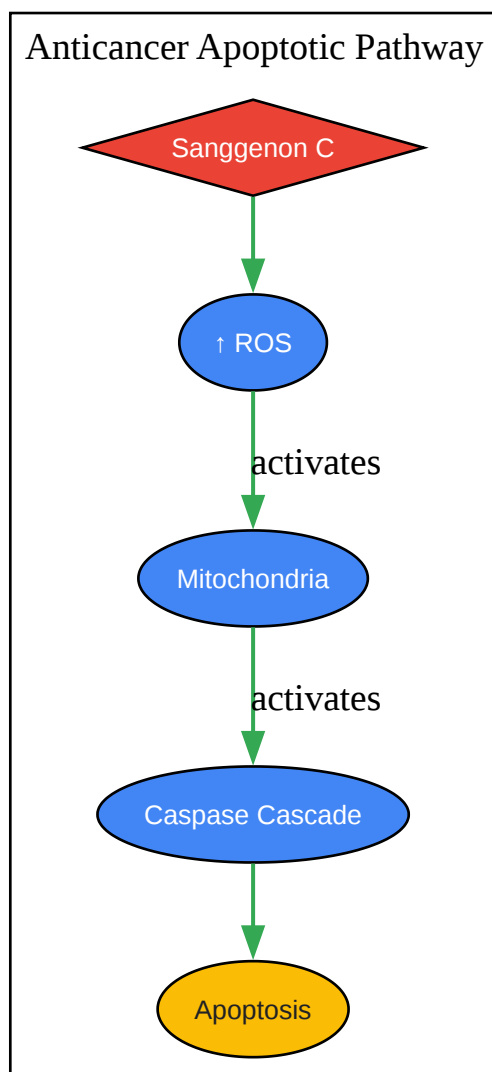 Anticancer Apoptotic Pathway
Sanggenon C
↑ ROS
activates
Mitochondria
activates
Caspase Cascade
Apoptosis